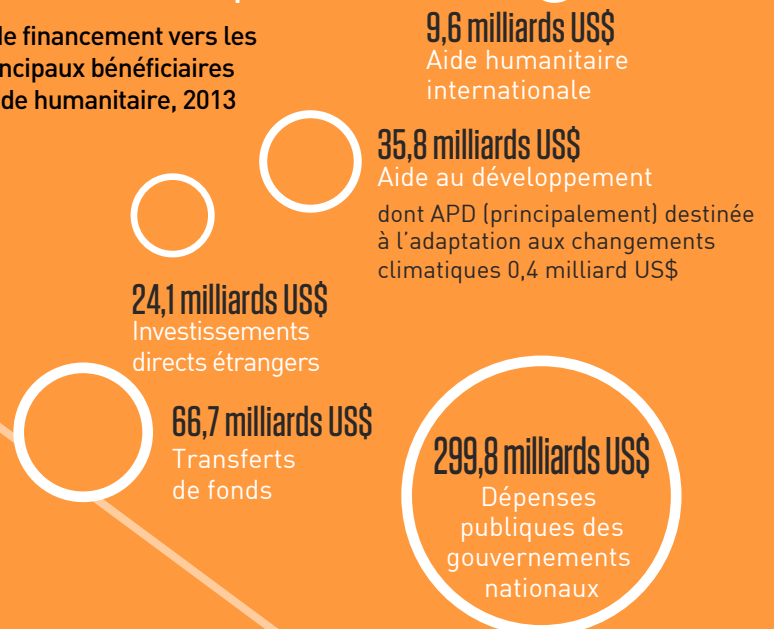 9,6 milliards US$
Aide humanitaire
internationale
de financement vers les
principaux bénéficiaires
de humanitaire, 2013
35,8 milliards US$
Aide au développement
dont APD (principalement) destinée
à l'adaptation aux changements
climatiques 0,4 milliard US$
24,1 milliards US$
Investissements
directs étrangers
66,7 milliards US$
Transferts
de fonds
299,8 milliards US$
Dépenses
publiques des
gouvernements
nationaux